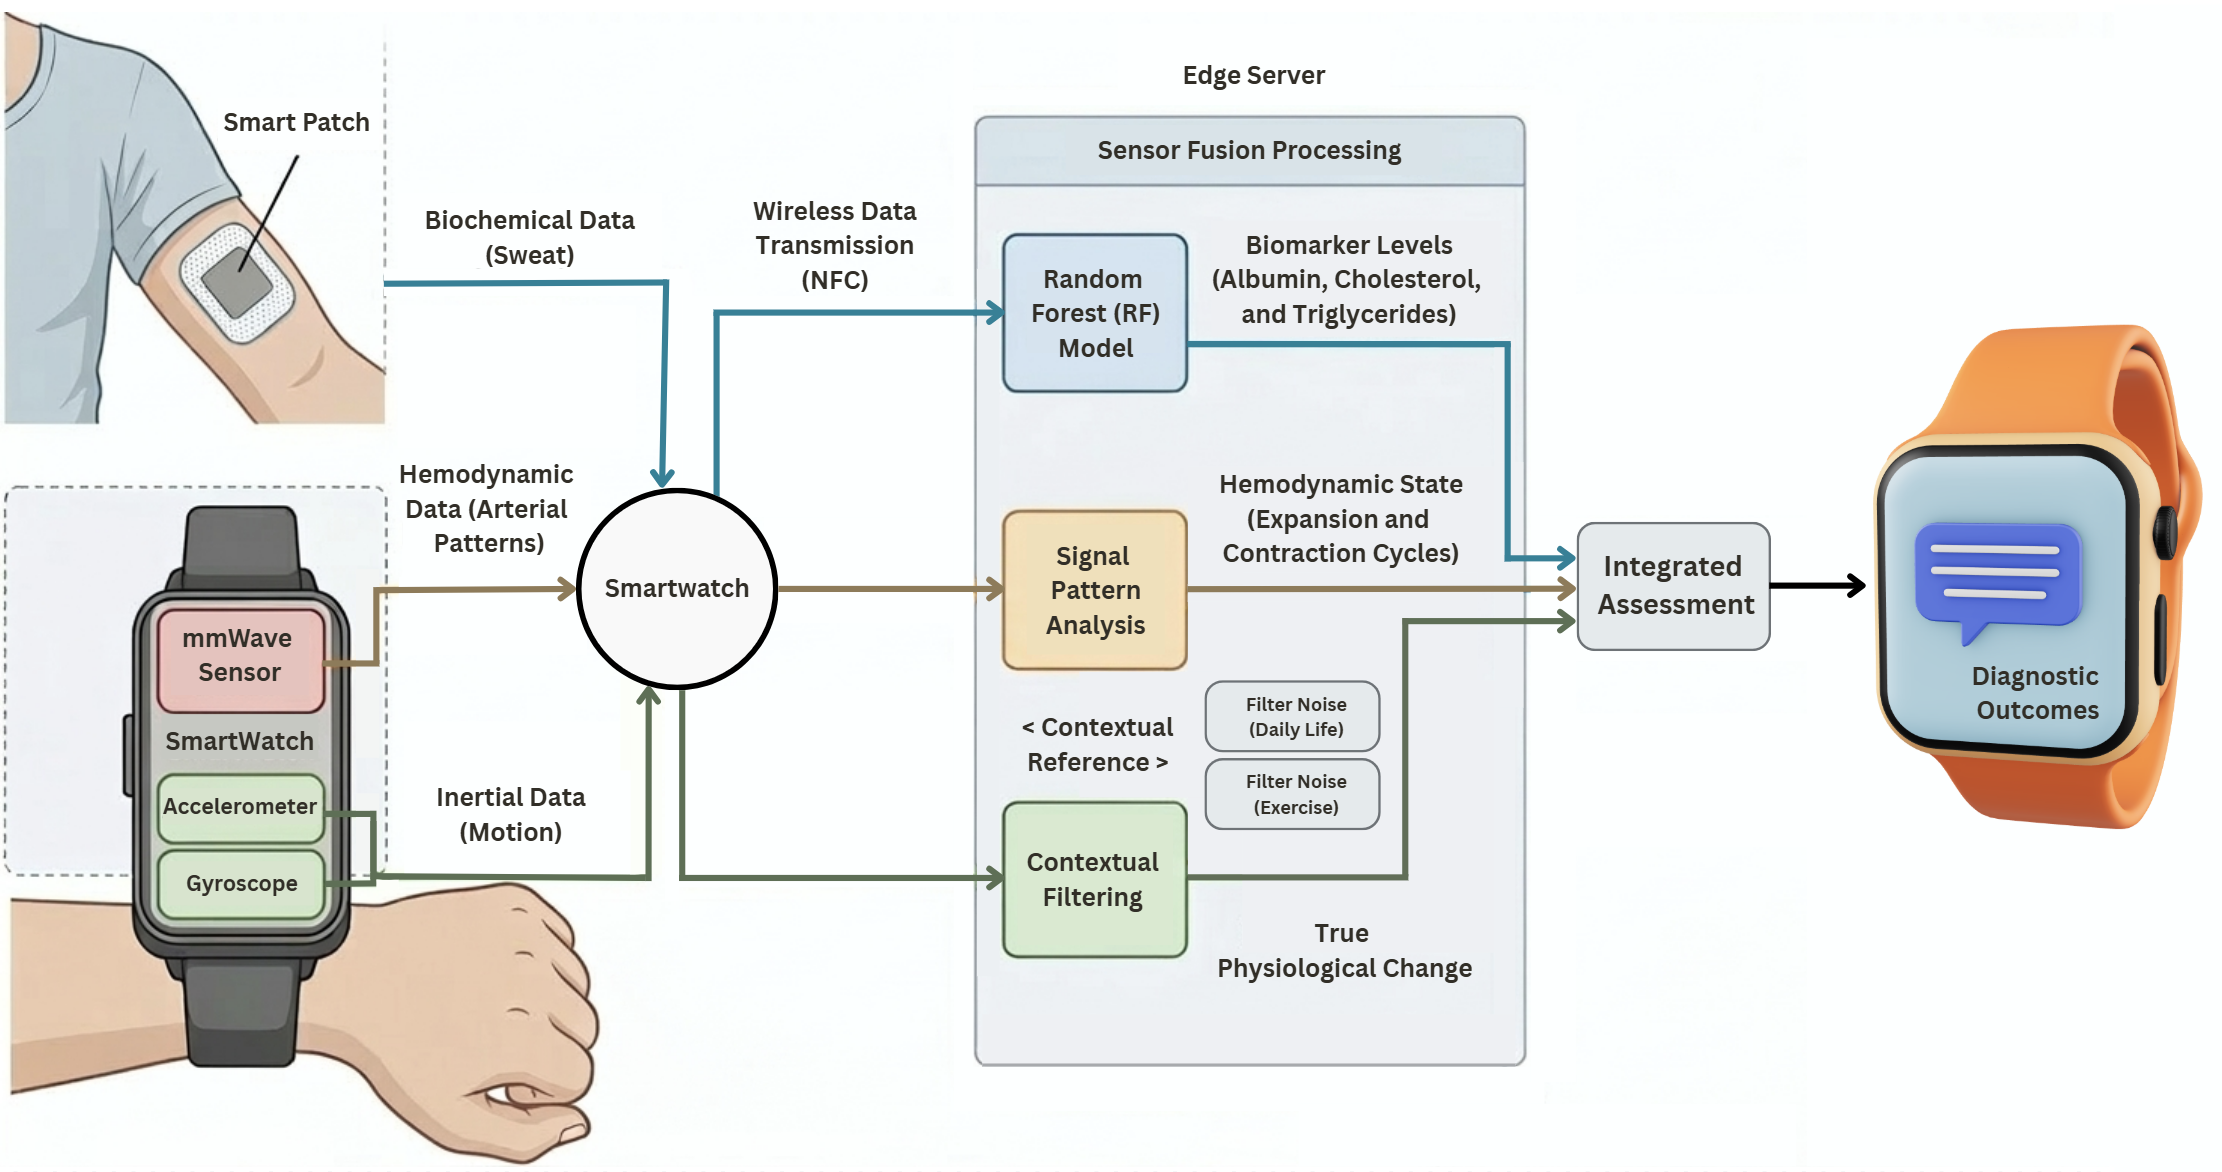 Edge Server
Smart Patch
Sensor Fusion Processing
Biochemical Data
(Sweat)
Wireless Data
Transmission
(NFC)
Random
Forest (RF)
Model
Biomarker Levels
(Albumin, Cholesterol,
and Triglycerides)
Hemodynamic
Data (Arterial
Patterns)
Smartwatch
Signal
Pattern
Analysis
Hemodynamic State
(Expansion and
Contraction Cycles)
Integrated
Assessment
Diagnostic
Outcomes
mmWave
Sensor
SmartWatch
Accelerometer
Gyroscope
Inertial Data
(Motion)
< Contextual
Reference >
Filter Noise
(Daily Life)
Filter Noise
(Exercise)
Contextual
Filtering
True
Physiological Change